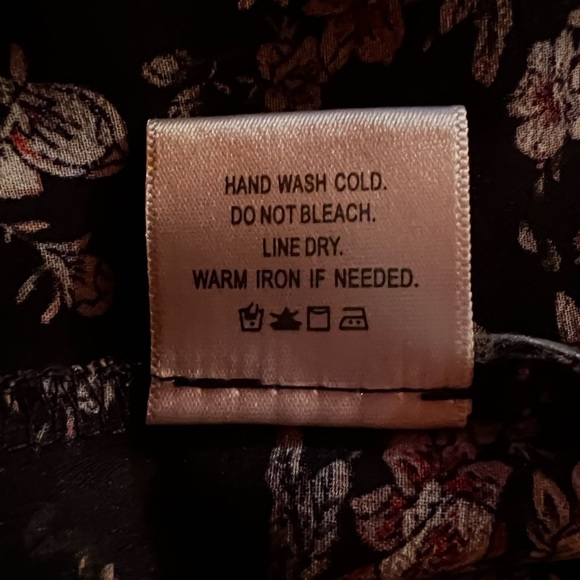 HAND WASH COLD.
DO NOT BLEACH.
LINE DRY.
WARM IRON IF NEEDED.